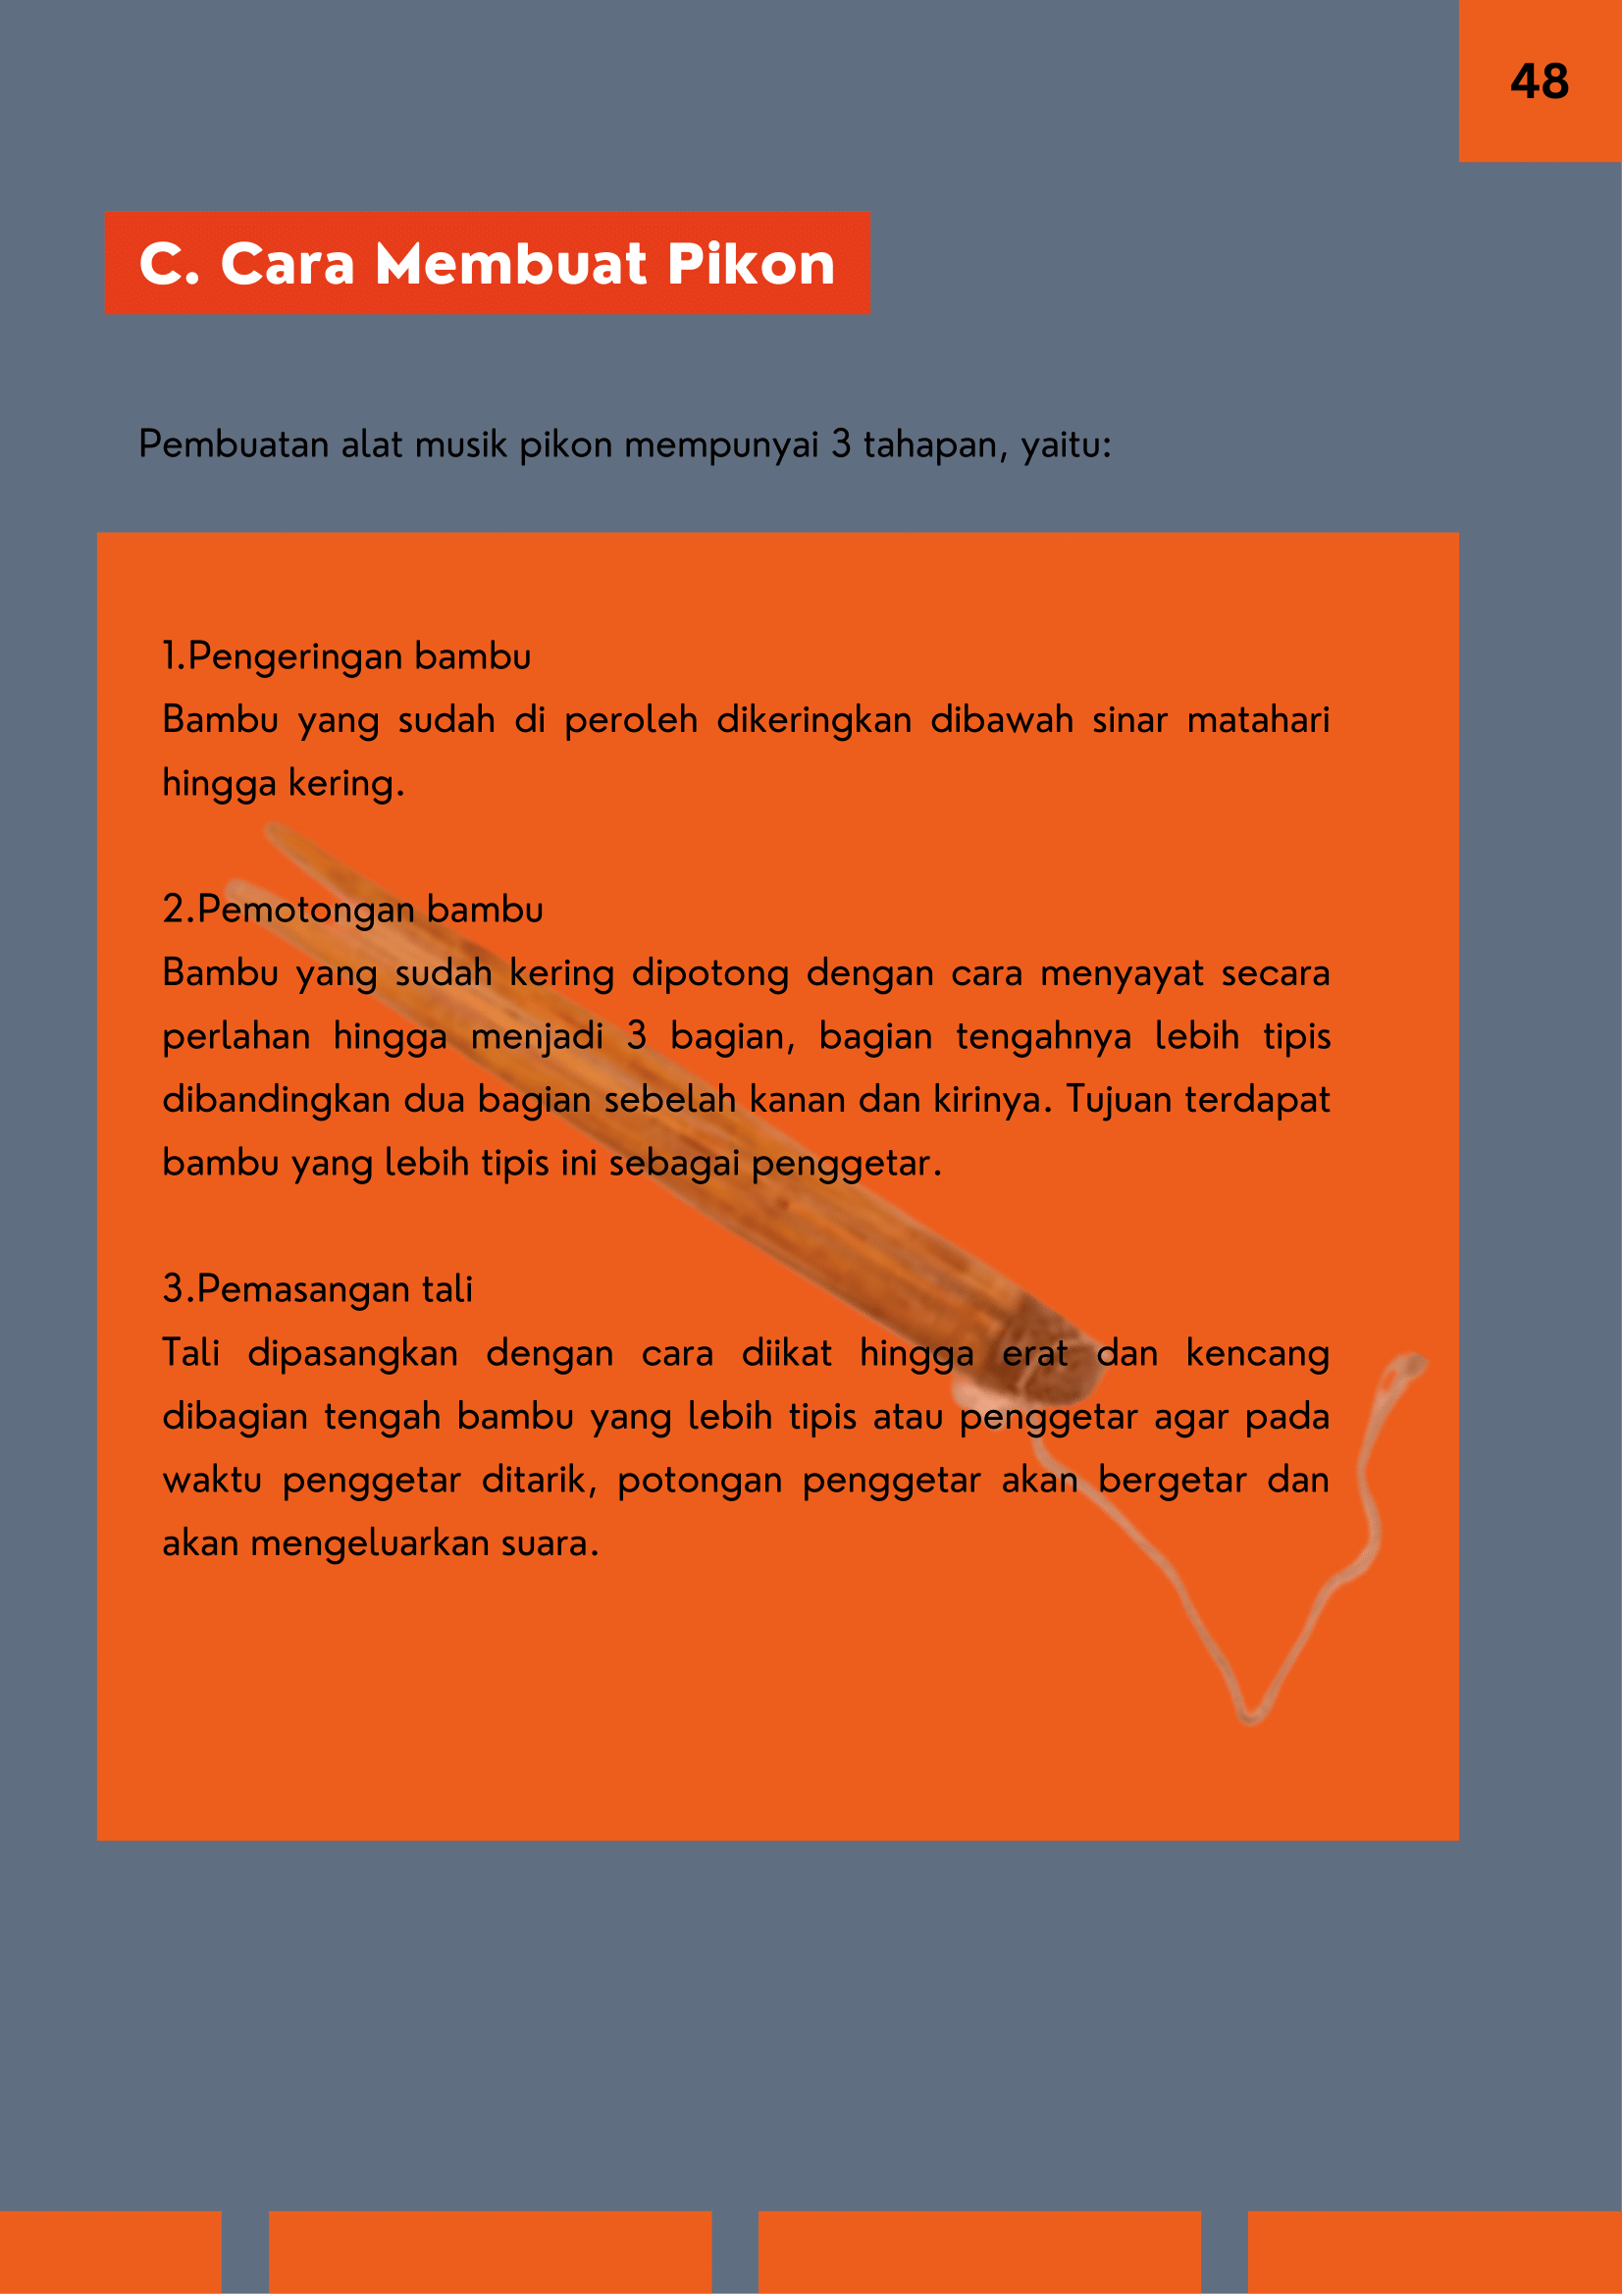 48
C. Cara Membuat Pikon
Pembuatan alat musik pikon mempunyai 3 tahapan, yaitu:
1.Pengeringan bambu
Bambu yang sudah di peroleh dikeringkan dibawah sinar matahari
hingga kering.
2.Pemotongan bambu
Bambu yang sudah kering dipotong dengan cara menyayat secara
perlahan hingga menjadi 3 bagian, bagian tengahnya lebih tipis
dibandingkan dua bagian sebelah kanan dan kirinya. Tujuan terdapat
bambu yang lebih tipis ini sebagai penggetar.
3.Pemasangan tali
Tali dipasangkan dengan cara diikat hingga erat dan kencang
dibagian tengah bambu yang lebih tipis atau penggetar agar pada
waktu penggetar ditarik, potongan penggetar akan bergetar dan
akan mengeluarkan suara.